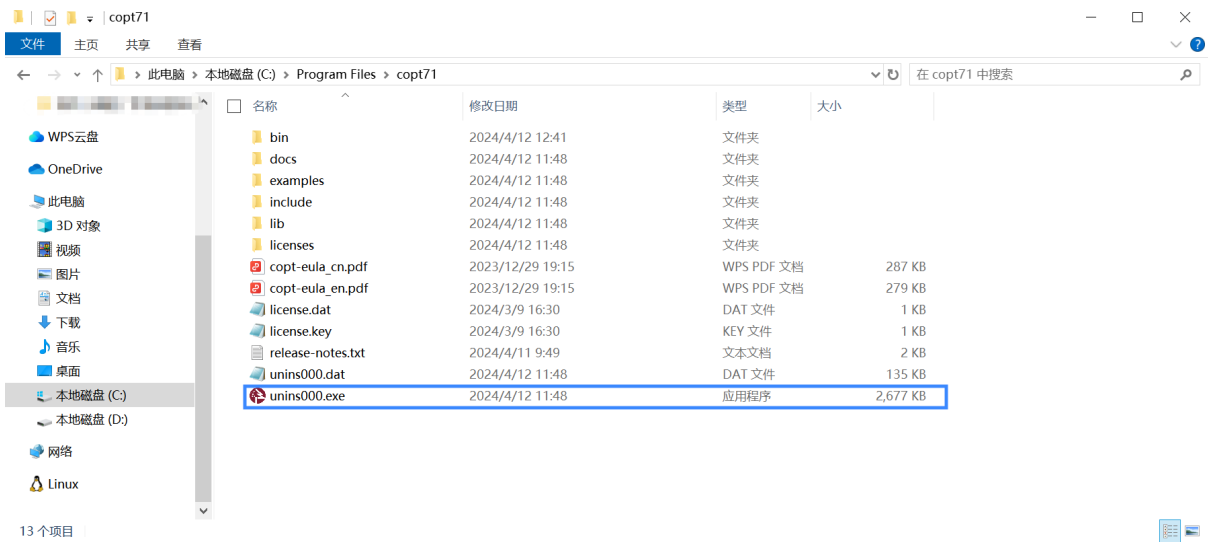 copt71
文件 主页 共享 查看
此电脑 本地磁盘 (C:) Program Files copt71 在 copt71 中搜索
名称 修改日期 类型 大小
WPS云盘
OneDrive
此电脑
3D 对象
视频
图片
文档
下载
音乐
桌面
本地磁盘 (C:)
本地磁盘 (D:)
网络
Linux
bin 2024/4/12 12:41 文件夹
docs 2024/4/12 11:48 文件夹
examples 2024/4/12 11:48 文件夹
include 2024/4/12 11:48 文件夹
lib 2024/4/12 11:48 文件夹
licenses 2024/4/12 11:48 文件夹
copt-eula_cn.pdf 2023/12/29 19:15 WPS PDF 文档 287 KB
copt-eula_en.pdf 2023/12/29 19:15 WPS PDF 文档 279 KB
license.dat 2024/3/9 16:30 DAT 文件 1 KB
license.key 2024/3/9 16:30 KEY 文件 1 KB
release-notes.txt 2024/4/11 9:49 文本文档 2 KB
unins000.dat 2024/4/12 11:48 DAT 文件 135 KB
unins000.exe 2024/4/12 11:48 应用程序 2,677 KB
13 个项目